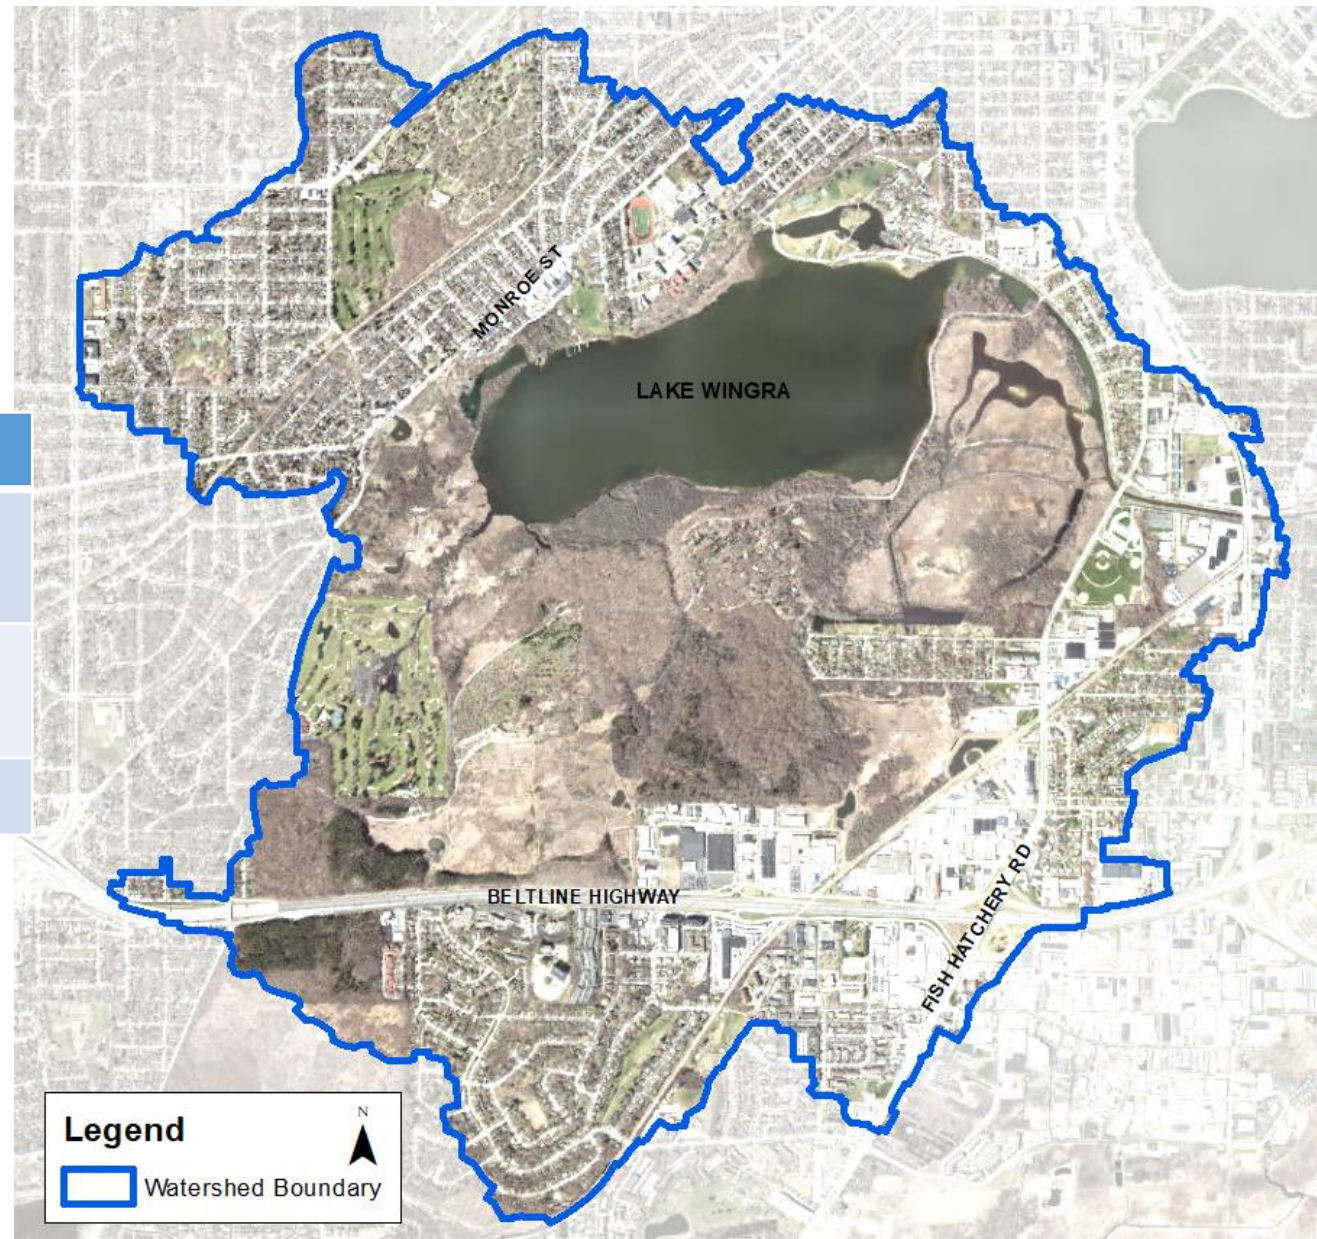 MONROE ST
LAKE WINGRA
BELTLINE HIGHWAY
FISH HATCHERY RD
Legend
N
Watershed Boundary